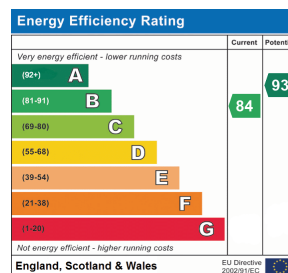 Energy Efficiency Rating
Current Potenti
Very energy efficient - lower running costs
(92+) A
(81-91) B
(69-80) C
(55-68) D
(39-54) E
(21-38) F
(1-20) G
84
93
Not energy efficient - higher running costs
England, Scotland & Wales
EU Directive
2002/91/EC